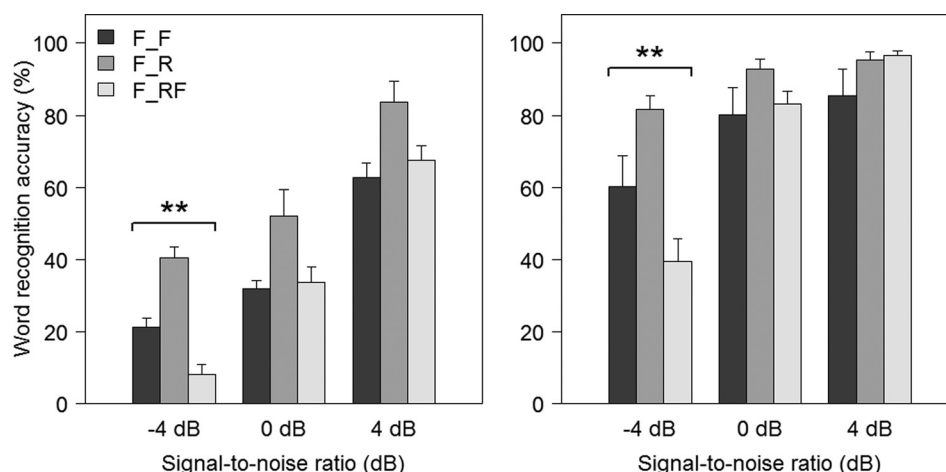 Word recognition accuracy (%)
100
80
60
40
20
0
F_F
F_R
F_RF
**
-4 dB
0 dB
4 dB
Signal-to-noise ratio (dB)
100
80
60
40
20
0
**
-4 dB
0 dB
4 dB
Signal-to-noise ratio (dB)